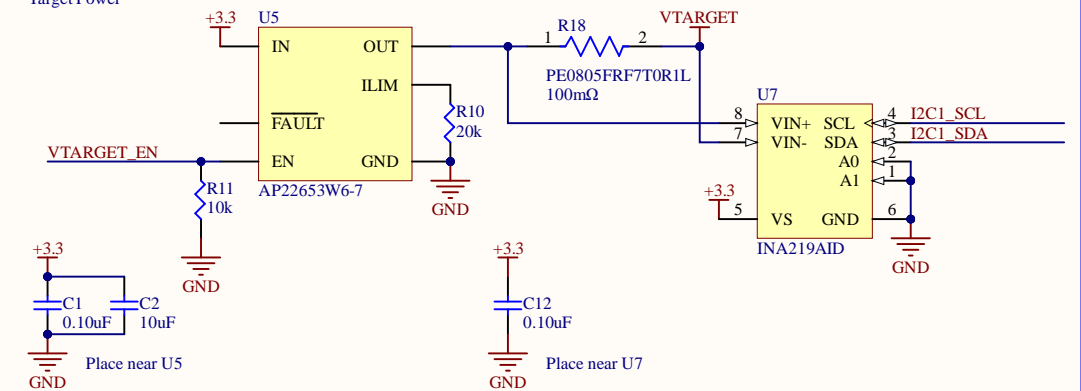 Target Power
+3.3
U5
IN
OUT
ILIM
FAULT
EN
GND
AP22653W6-7
VTARGET_EN
R11
10k
GND
R10
20k
GND
1
R18
2
PE0805FRF7T0R1L
100mΩ
VTARGET
U7
8
VIN+
SCL
4
I2C1_SCL
7
VIN-
SDA
3
I2C1_SDA
A0
2
A1
1
+3.3
5
VS
GND
6
INA219AID
GND
+3.3
C1
0.10uF
C2
10uF
GND
Place near U5
+3.3
C12
0.10uF
GND
Place near U7